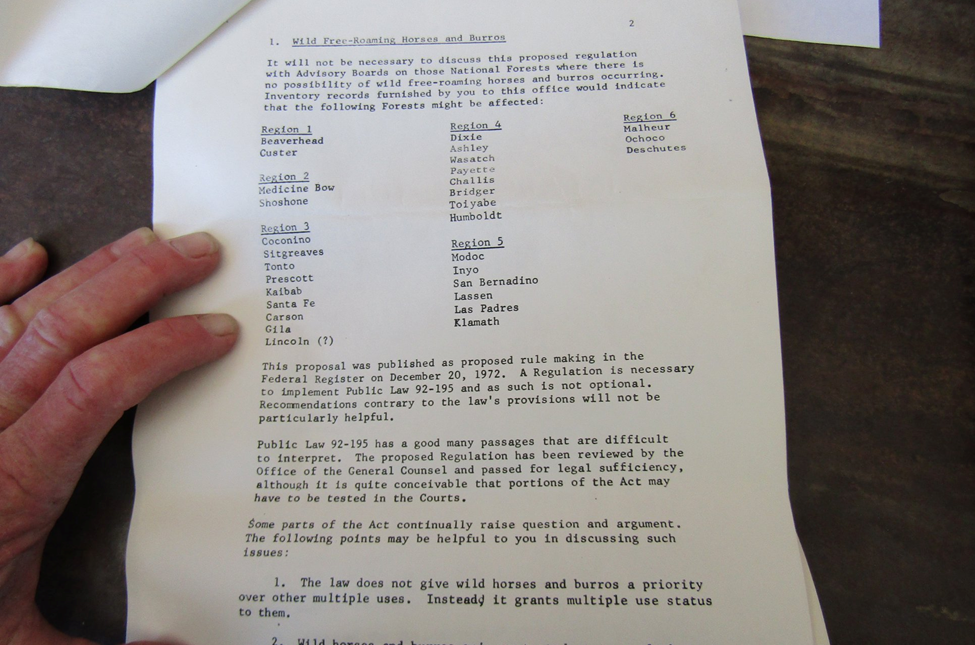 2
1. Wild Free-Roaming Horses and Burros
It will not be necessary to discuss this proposed regulation
with Advisory Boards on those National Forests where there is
no possibility of wild free-roaming horses and burros occurring.
Inventory records furnished by you to this office would indicate
that the following Forests might be affected:
Region 1
Beaverhead
Custer
Region 2
Medicine Bow
Shoshone
Region 3
Coconino
Sitgreaves
Tonto
Prescott
Kaibab
Santa Fe
Carson
Gila
Lincoln (?)
Region 4
Dixie
Ashley
Wasatch
Payette
Challis
Bridger
Toiyabe
Humboldt
Region 5
Modoc
Inyo
San Bernadino
Lassen
Las Padres
Klamath
Region 6
Malheur
Ochoco
Deschutes
This proposal was published as proposed rule making in the
Federal Register on December 20, 1972. A Regulation is necessary
to implement Public Law 92-195 and as such is not optional.
Recommendations contrary to the law's provisions will not be
particularly helpful.
Public Law 92-195 has a good many passages that are difficult
to interpret. The proposed Regulation has been reviewed by the
Office of the General Counsel and passed for legal sufficiency,
although it is quite conceivable that portions of the Act may
have to be tested in the Courts.
Some parts of the Act continually raise question and argument.
The following points may be helpful to you in discussing such
issues:
1. The law does not give wild horses and burros a priority
over other multiple uses. Instead, it grants multiple use status
to them.
2. Wild horses and burros